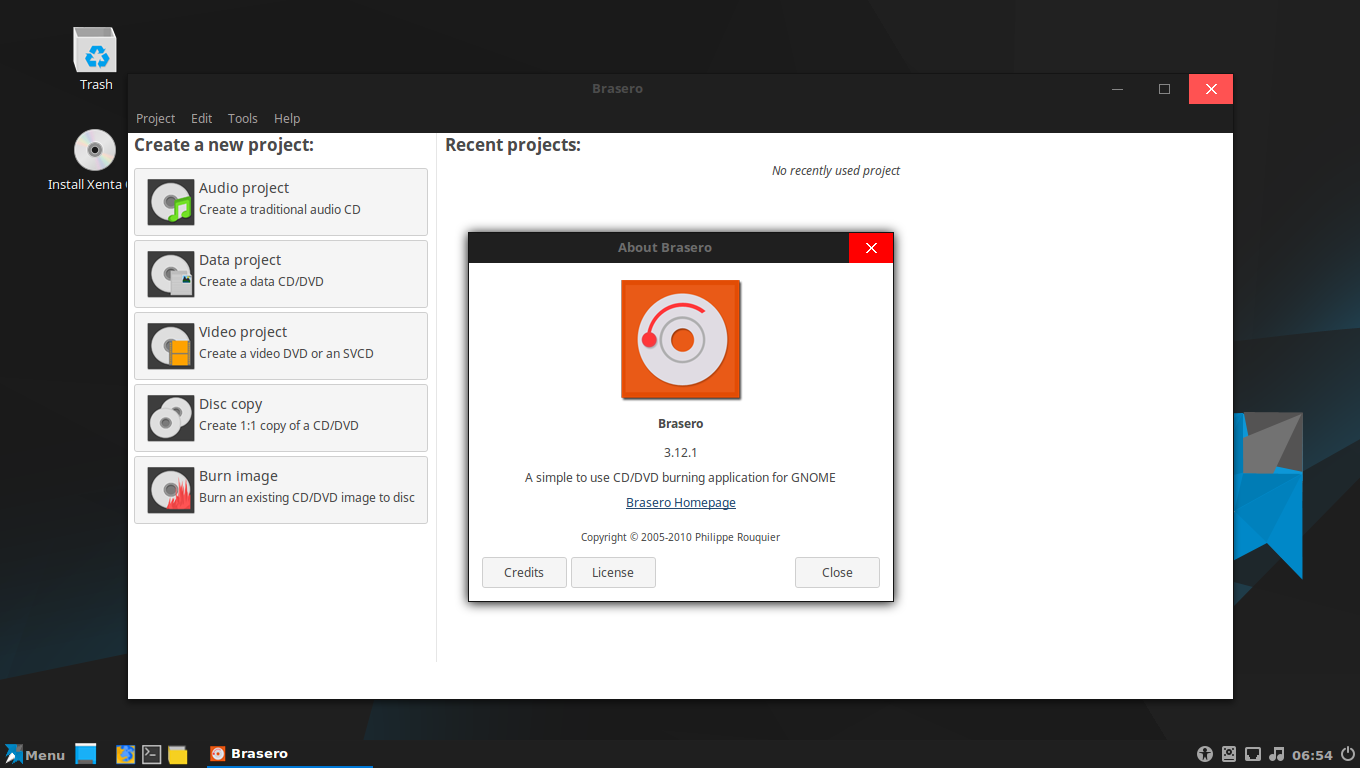 Trash
Install Xenta
Brasero
Project Edit Tools Help
Create a new project:
Audio project
Create a traditional audio CD
Data project
Create a data CD/DVD
Video project
Create a video DVD or an SVCD
Disc copy
Create 1:1 copy of a CD/DVD
Burn image
Burn an existing CD/DVD image to disc
Recent projects:
No recently used project
About Brasero
Brasero
3.12.1
A simple to use CD/DVD burning application for GNOME
Brasero Homepage
Copyright © 2005-2010 Philippe Rouquier
Credits License Close
Menu Brasero 06:54